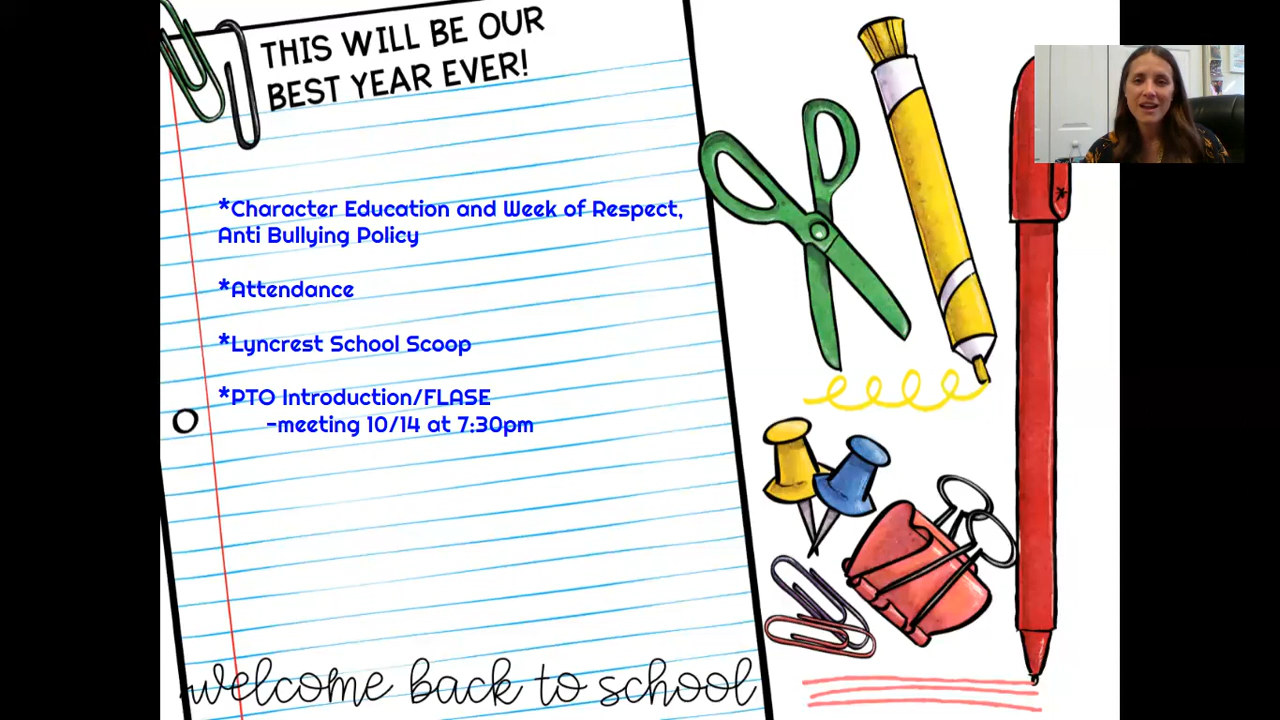 THIS WILL BE OUR
BEST YEAR EVER!
*Character Education and Week of Respect,
Anti Bullying Policy
*Attendance
*Lyncrest School Scoop
*PTO Introduction/FLASE
-meeting 10/14 at 7:30pm
welcome back to school